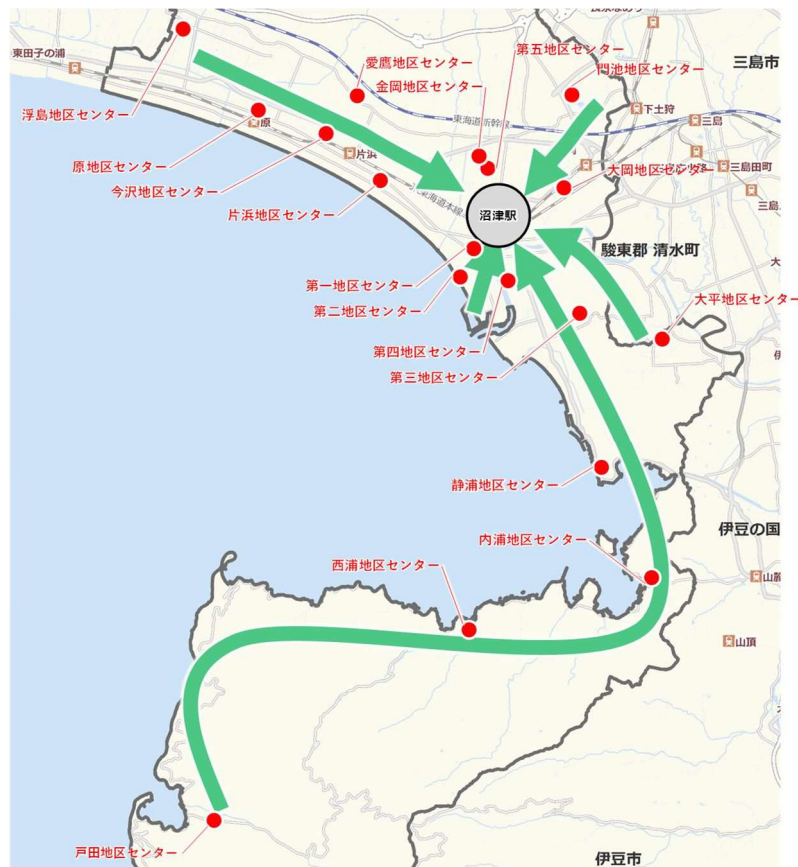 第五地区センター
愛鷹地区センター
東田子の浦
三島市
門池地区センター
金岡地区センター
下土狩
浮島地区センター
原
東海道新幹線
三島
片浜
原地区センター
大岡地区センター
三島田町
今沢地区センター
片浜地区センター
沼津駅
駿東郡 清水町
第一地区センター
大平地区センター
第二地区センター
第四地区センター
第三地区センター
静浦地区センター
伊豆の国
内浦地区センター
西浦地区センター
山頂
戸田地区センター
伊豆市